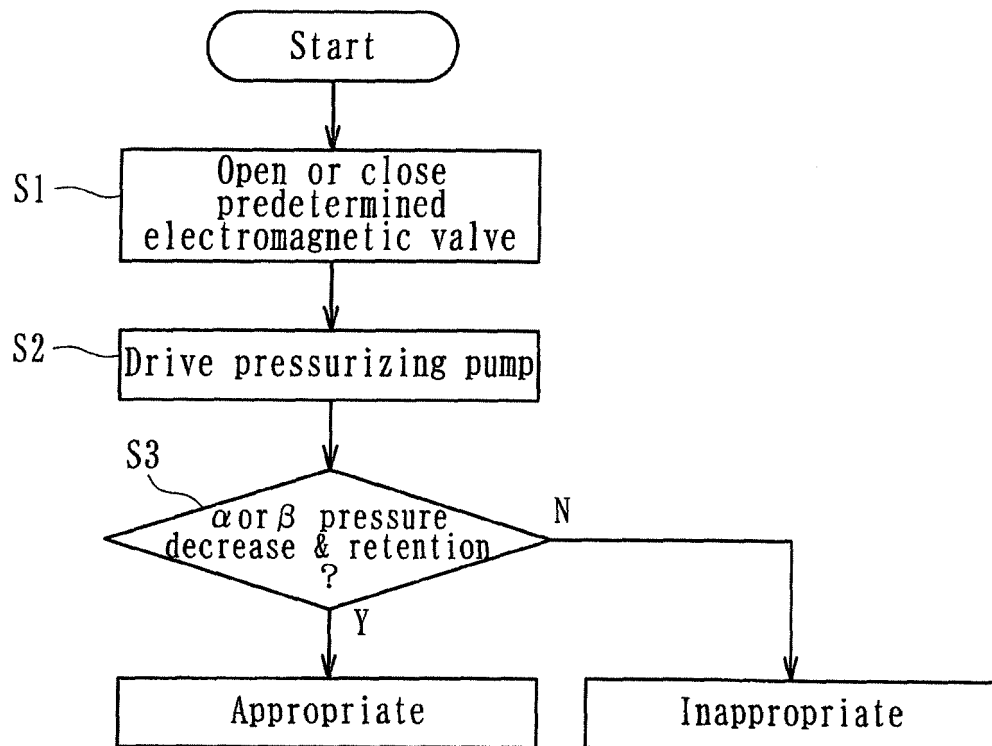 Start
S1
Open or close
predetermined
electromagnetic valve
S2
Drive pressurizing pump
S3
α or β pressure
decrease & retention
?
N
Y
Appropriate
Inappropriate